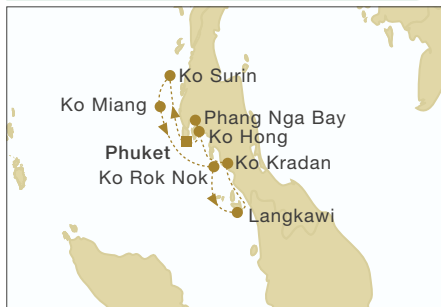 Ko Surin
Ko Miang
Phang Nga Bay
Ko Hong
Phuket
Ko Kradan
Ko Rok Nok
Langkawi